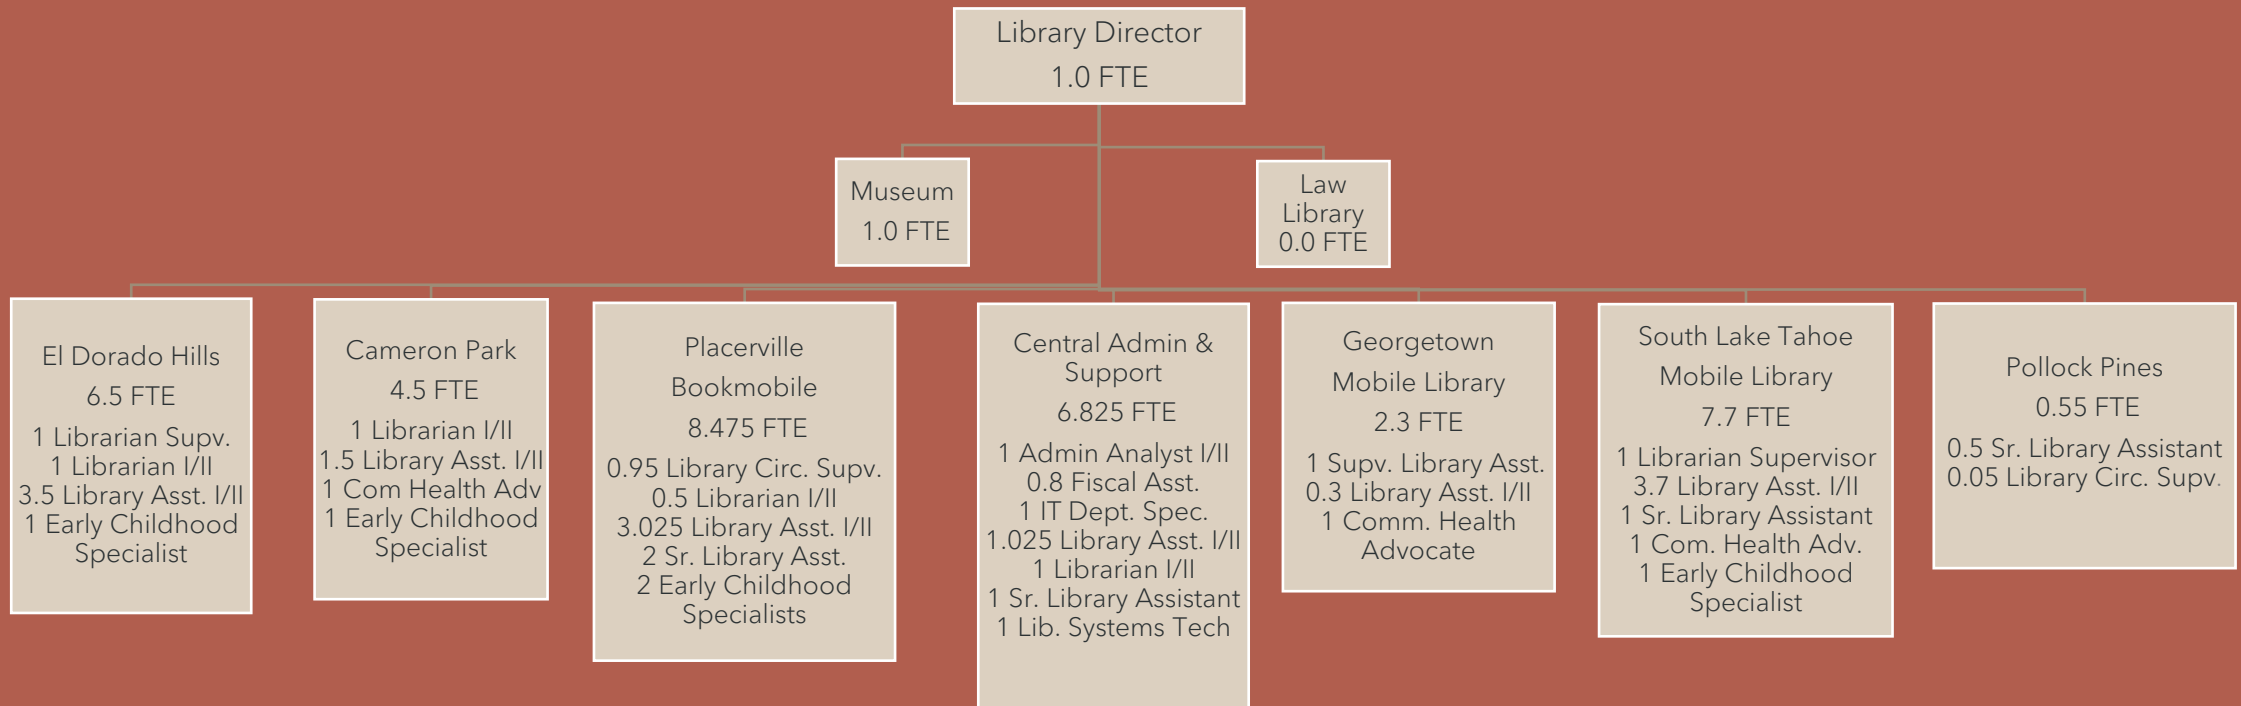 Library Director
1.0 FTE
Museum
1.0 FTE
Law
Library
0.0 FTE
El Dorado Hills
6.5 FTE
1 Librarian Supv.
1 Librarian I/II
3.5 Library Asst. I/II
1 Early Childhood
Specialist
Cameron Park
4.5 FTE
1 Librarian I/II
1.5 Library Asst. I/II
1 Com Health Adv
1 Early Childhood
Specialist
Placerville
Bookmobile
8.475 FTE
0.95 Library Circ. Supv.
0.5 Librarian I/II
3.025 Library Asst. I/II
2 Sr. Library Asst.
2 Early Childhood
Specialists
Central Admin &
Support
6.825 FTE
1 Admin Analyst I/II
0.8 Fiscal Asst.
1 IT Dept. Spec.
1.025 Library Asst. I/II
1 Librarian I/II
1 Sr. Library Assistant
1 Lib. Systems Tech
Georgetown
Mobile Library
2.3 FTE
1 Supv. Library Asst.
0.3 Library Asst. I/II
1 Comm. Health
Advocate
South Lake Tahoe
Mobile Library
7.7 FTE
1 Librarian Supervisor
3.7 Library Asst. I/II
1 Sr. Library Assistant
1 Com. Health Adv.
1 Early Childhood
Specialist
Pollock Pines
0.55 FTE
0.5 Sr. Library Assistant
0.05 Library Circ. Supv.